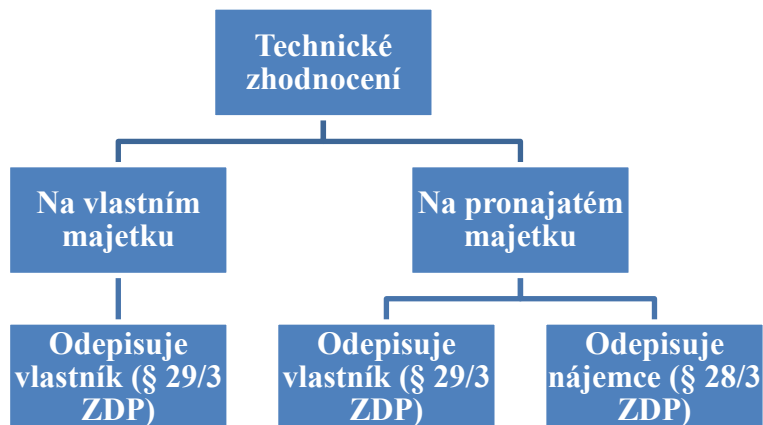 Technické
zhodnocení
Na vlastním
majetku
Na pronajatém
majetku
Odepisuje
vlastník (§ 29/3
ZDP)
Odepisuje
vlastník (§ 29/3
ZDP)
Odepisuje
nájemce (§ 28/3
ZDP)